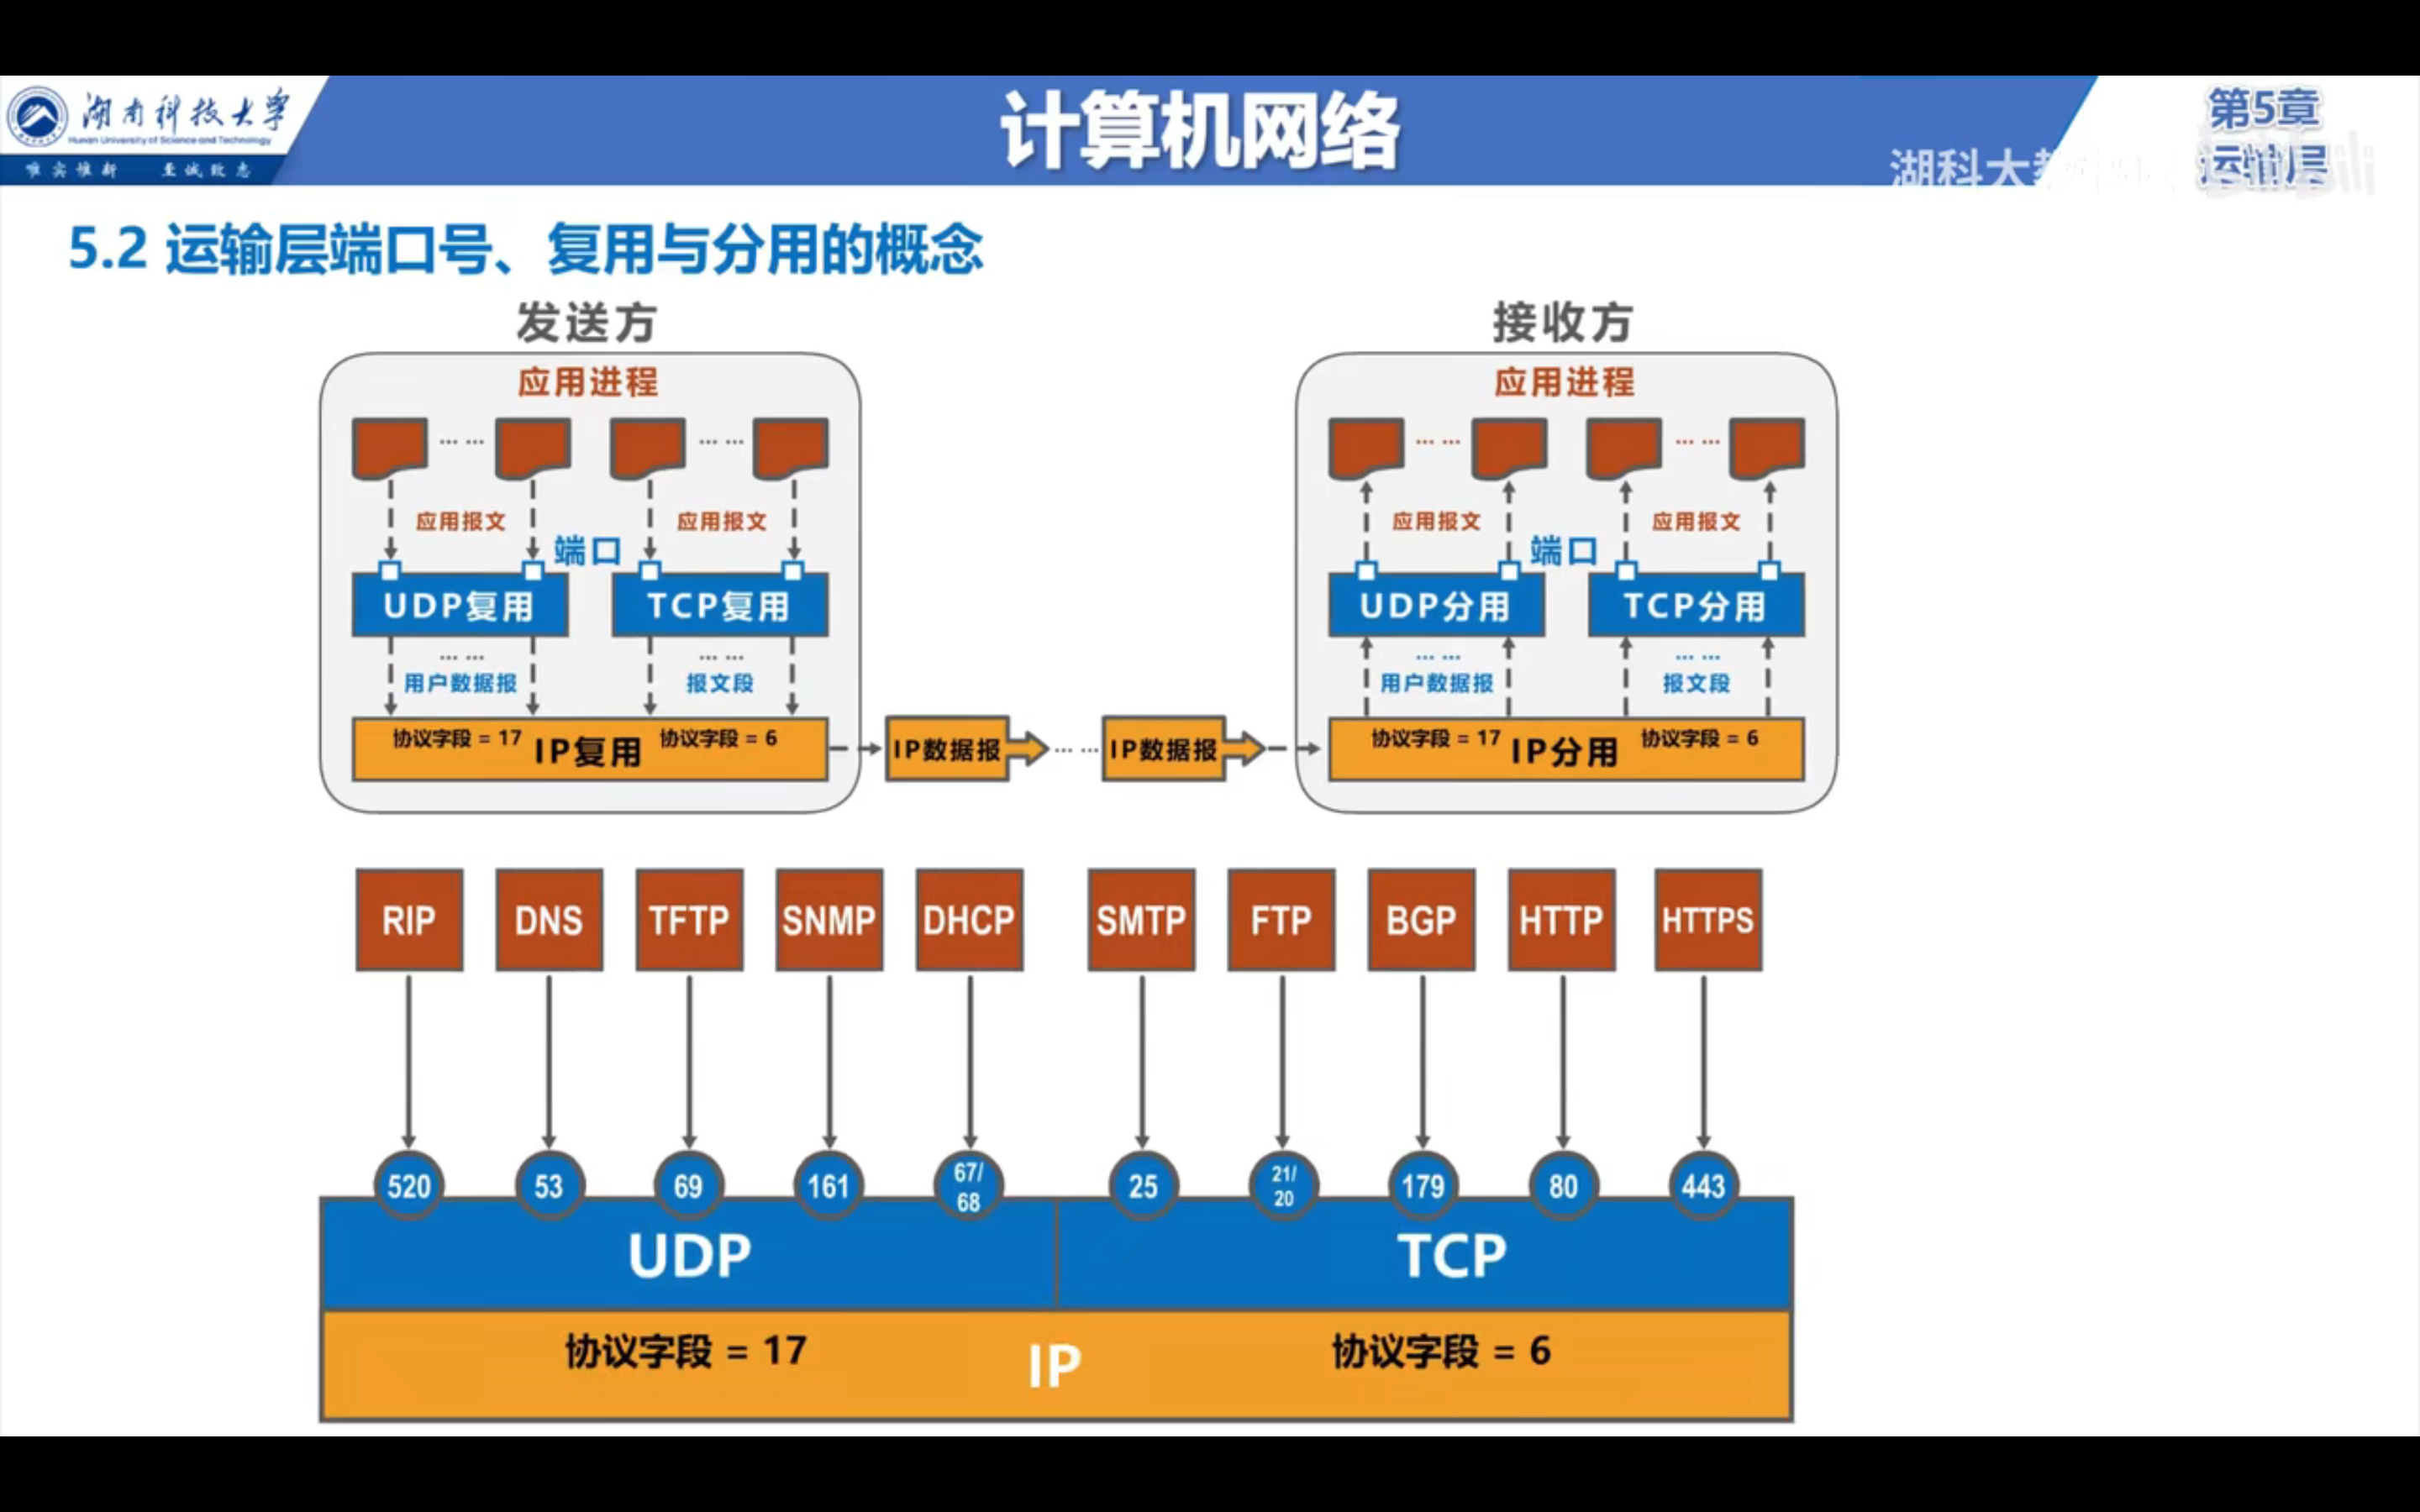 湖南科技大学
Hunan University of Science and Technology
唯实惟新 至诚致志
计算机网络
第5章
运输层
湖科大教
5.2 运输层端口号、复用与分用的概念
发送方
应用进程
... ... ... ...
应用报文 应用报文
端口
UDP复用 TCP复用
... ... ... ...
用户数据报 报文段
协议字段 = 17 IP复用 协议字段 = 6
IP数据报 ... ... IP数据报
接收方
应用进程
... ... ... ...
应用报文 应用报文
端口
UDP分用 TCP分用
... ... ... ...
用户数据报 报文段
协议字段 = 17 IP分用 协议字段 = 6
RIP DNS TFTP SNMP DHCP SMTP FTP BGP HTTP HTTPS
520 53 69 161 67/68 25 21/20 179 80 443
UDP TCP
协议字段 = 17 IP 协议字段 = 6